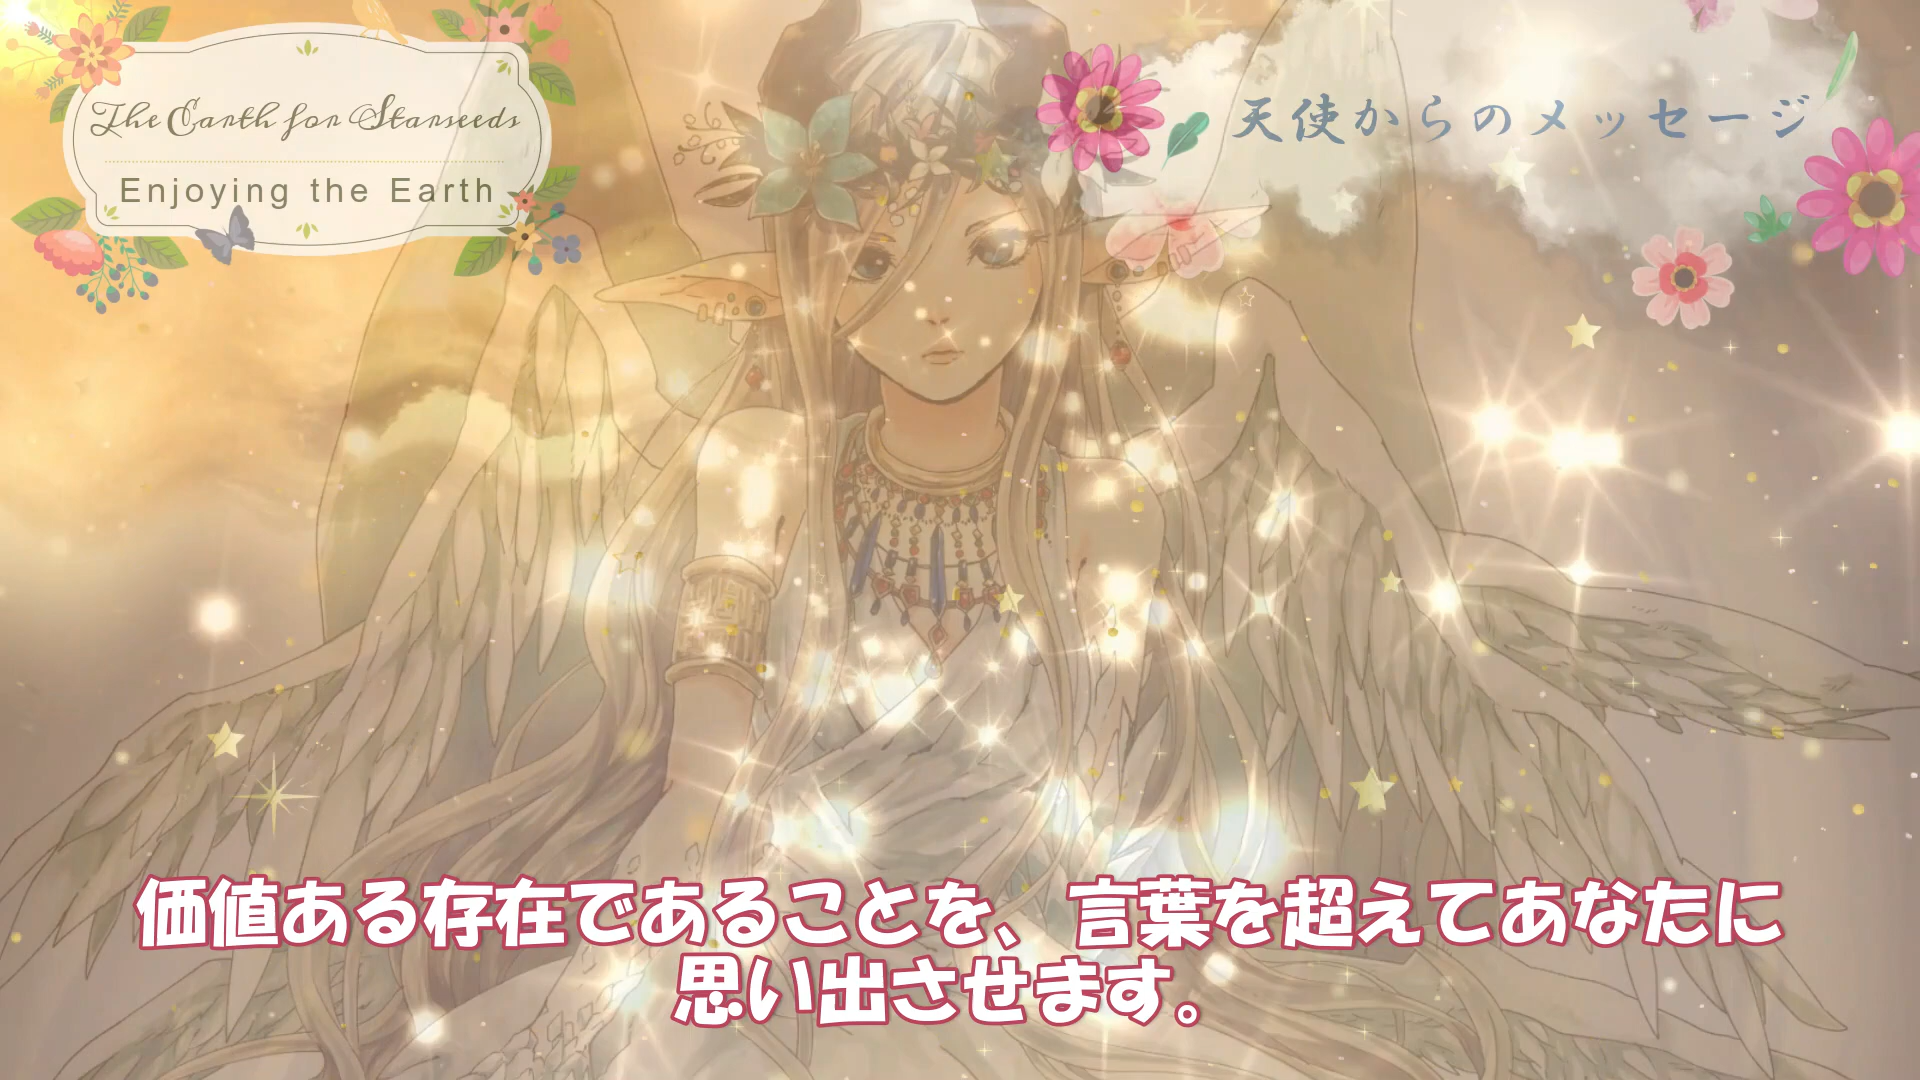 The Earth for Starseeds
Enjoying the Earth
天使からのメッセージ
価値ある存在であることを、言葉を超えてあなたに
思い出させます。